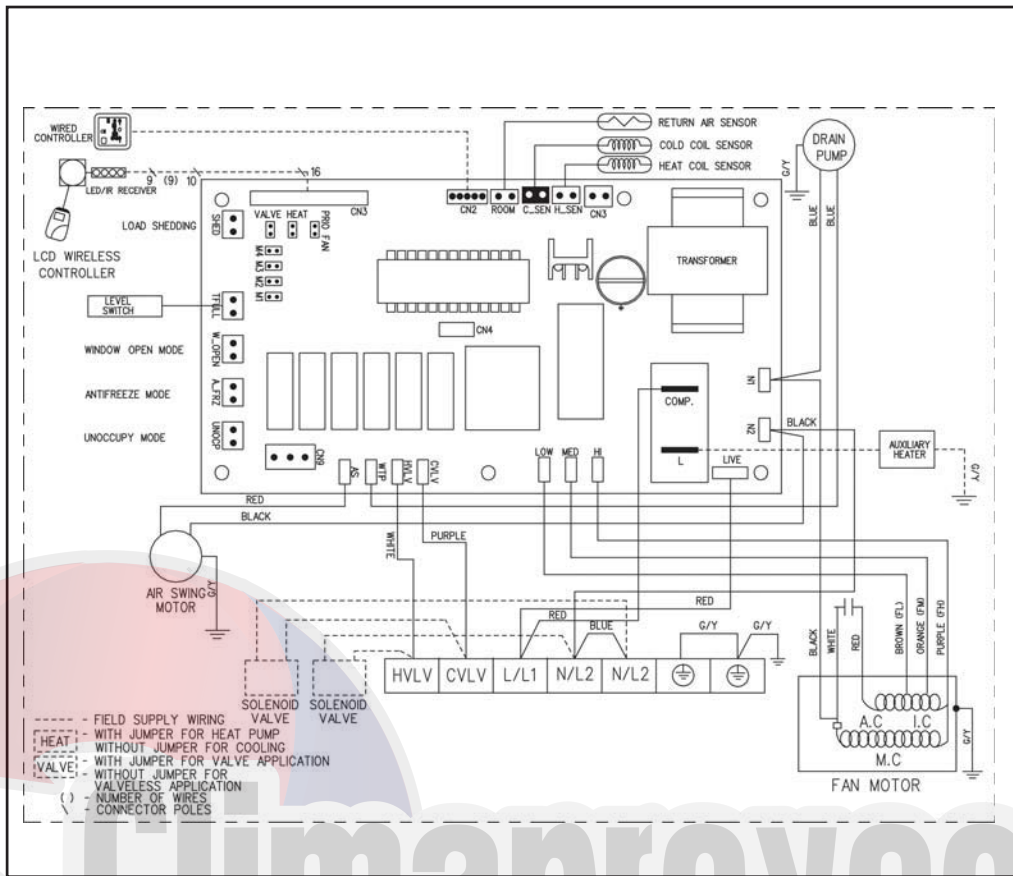 WIRED
CONTROLLER
RETURN AIR SENSOR
COLD COIL SENSOR
HEAT COIL SENSOR
DRAIN
PUMP
G/Y
BLUE
BLUE
9 (9) 10
16
LED/IR RECEIVER
LCD WIRELESS
CONTROLLER
CN3
CN2
ROOM
C_SEN
H_SEN
CN3
LOAD SHEDDING
SHED
VALVE
HEAT
PRO FAN
M4
M3
M2
M1
TRANSFORMER
LEVEL
SWITCH
TFULL
CN4
WINDOW OPEN MODE
W_OPEN
ANTIFREEZE MODE
A_FRZ
UNOCCUPY MODE
UNOCP
CN9
COMP.
L
N1
N2
BLACK
AUXILIARY
HEATER
G/Y
AS
WTP
HVLV
CVLV
LOW
MED
HI
LIVE
RED
BLACK
WHITE
PURPLE
AIR SWING
MOTOR
G/Y
RED
RED
BLUE
G/Y
G/Y
HVLV
CVLV
L/L1
N/L2
N/L2
SOLENOID
VALVE
SOLENOID
VALVE
BLACK
WHITE
RED
BROWN (FL)
ORANGE (FM)
PURPLE (FH)
A.C
I.C
M.C
G/Y
FAN MOTOR
------ - FIELD SUPPLY WIRING
HEAT - WITH JUMPER FOR HEAT PUMP
WITHOUT JUMPER FOR COOLING
VALVE - WITH JUMPER FOR VALVE APPLICATION
- WITHOUT JUMPER FOR
VALVELESS APPLICATION
( ) - NUMBER OF WIRES
\ - CONNECTOR POLES